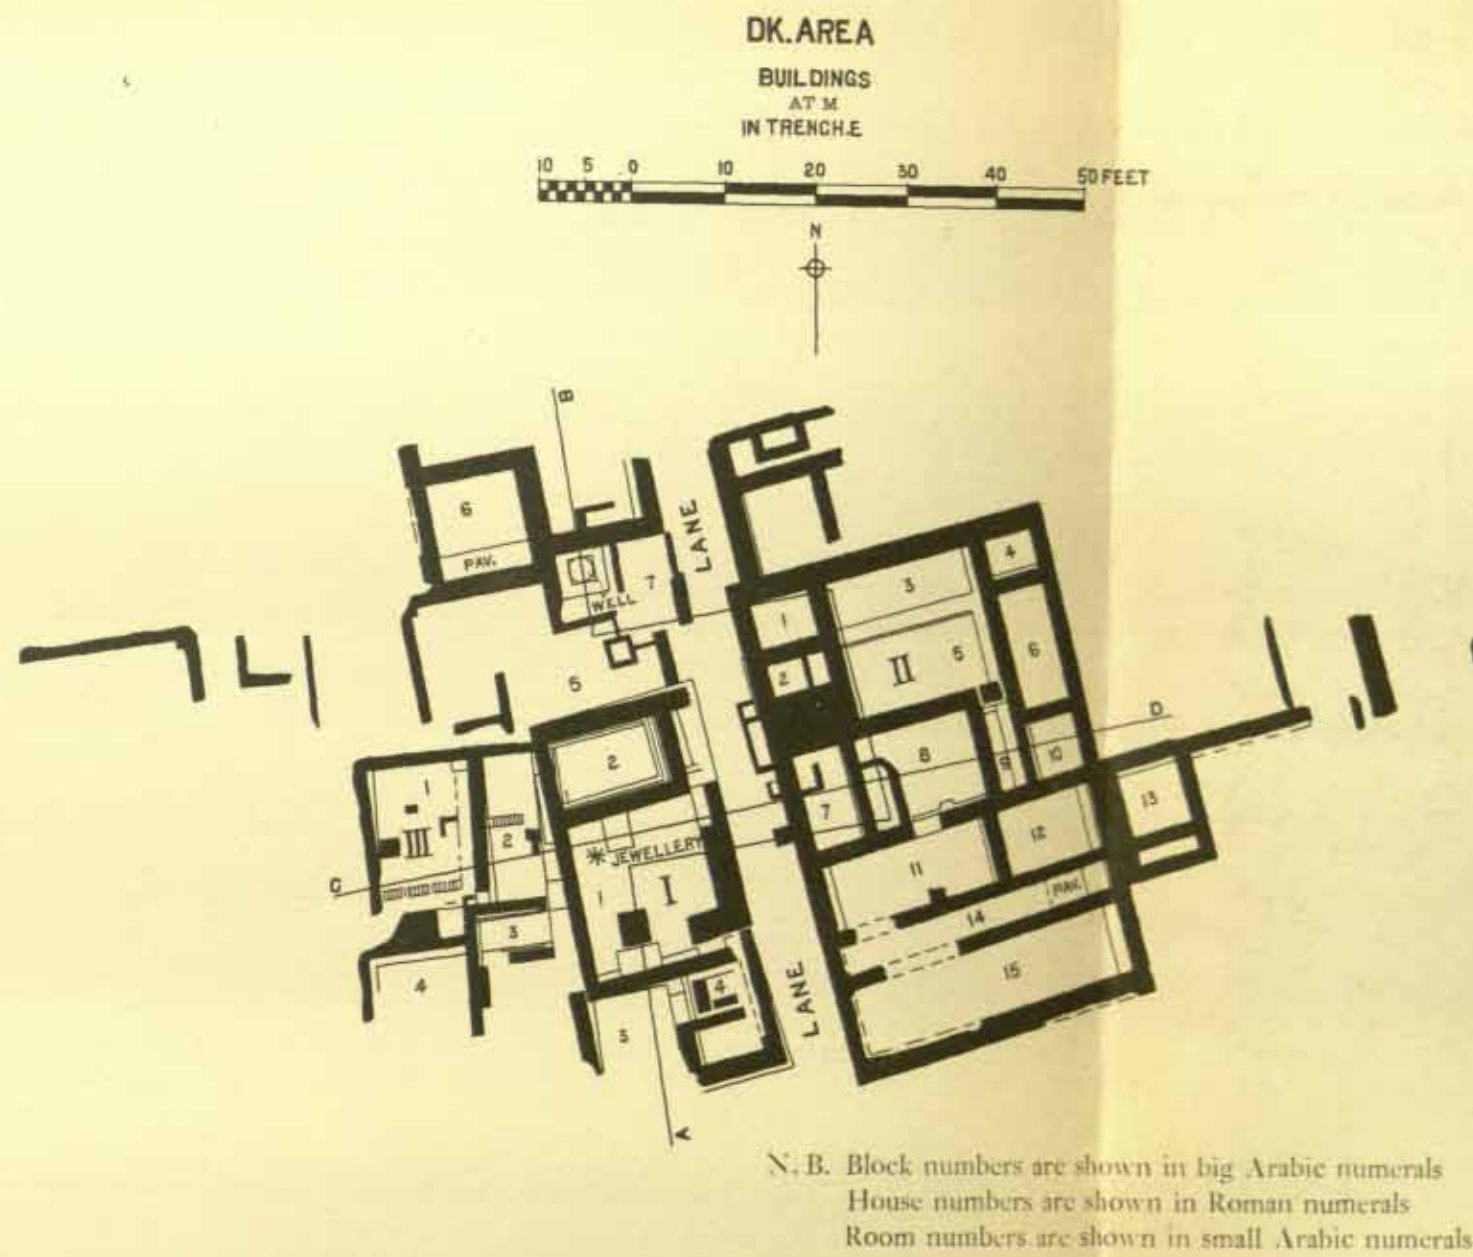 DK. AREA
BUILDINGS
AT M
IN TRENCH.E
10 5 0 10 20 30 40 50 FEET
N
B
6
PAV.
LANE
7
WELL
5
1
2
3
4
II
5
6
D
2
8
9
10
7
1
III
2
JEWELLERY
I
1
C
3
4
11
12
13
PAV.
14
15
4
LANE
A
N. B. Block numbers are shown in big Arabic numerals
House numbers are shown in Roman numerals
Room numbers are shown in small Arabic numerals